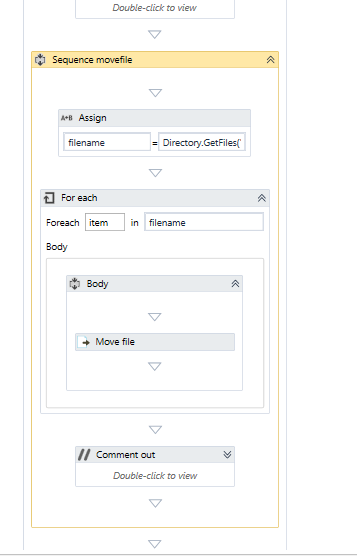 Double-click to view
Sequence movefile
A*B Assign
filename = Directory.GetFiles('
For each
Foreach item in filename
Body
Body
Move file
// Comment out
Double-click to view